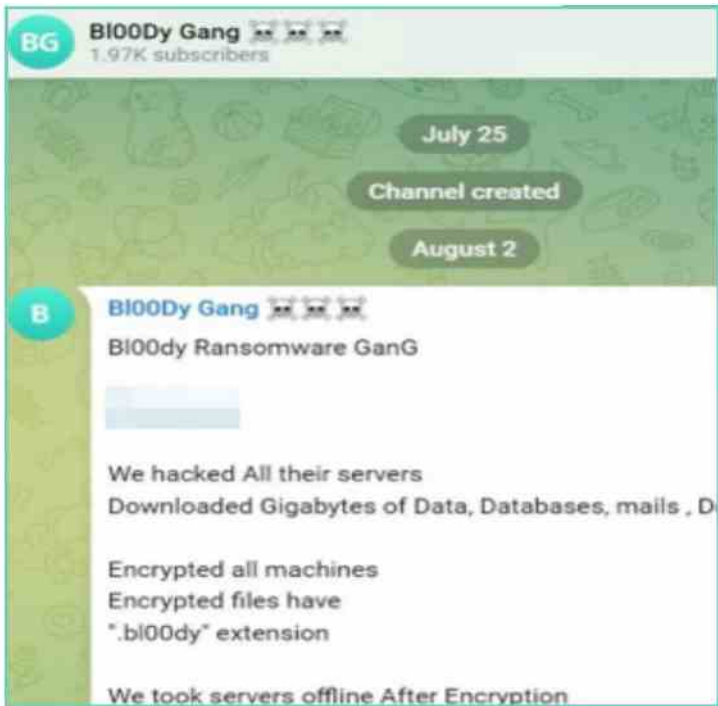 BG
Bl00Dy Gang ☠️ ☠️ ☠️
1.97K subscribers
July 25
Channel created
August 2
B
Bl00Dy Gang ☠️ ☠️ ☠️
Bl00dy Ransomware GanG
We hacked All their servers
Downloaded Gigabytes of Data, Databases, mails , D
Encrypted all machines
Encrypted files have
".bl00dy" extension
We took servers offline After Encryption